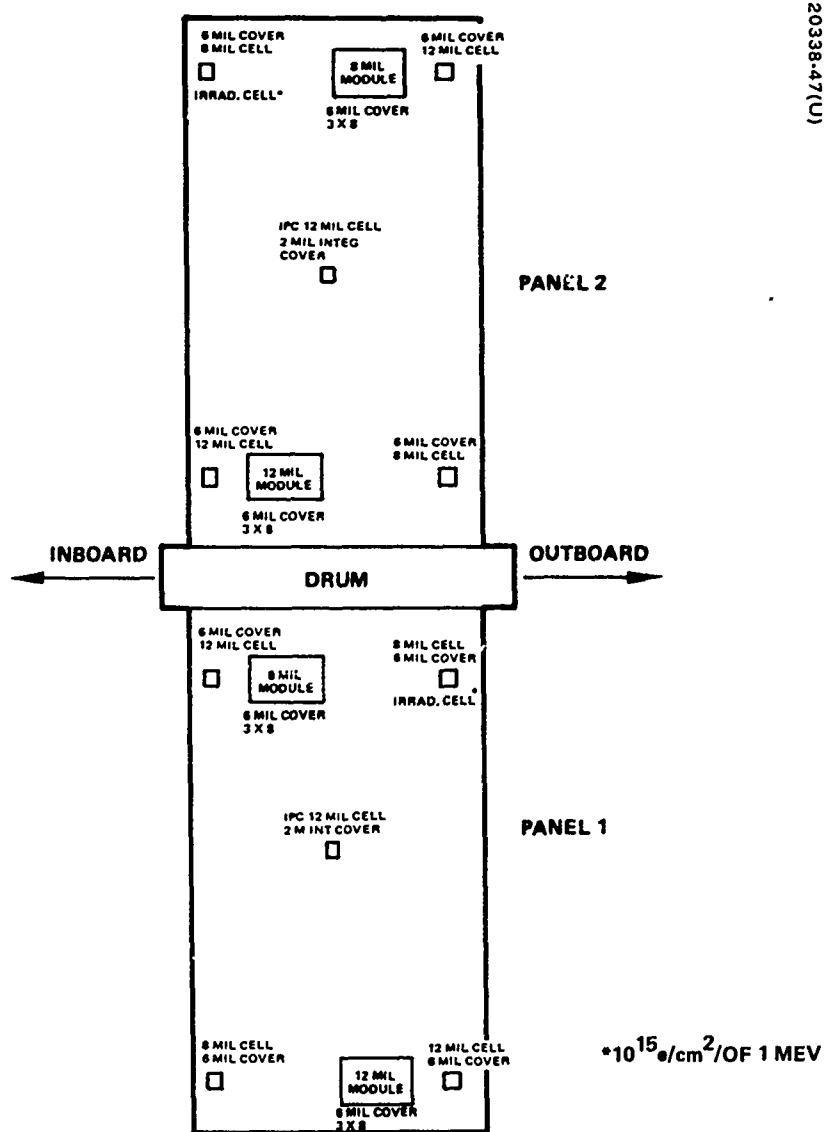 20338-47(U)
6 MIL COVER
8 MIL CELL
IRRAD. CELL*
8 MIL
MODULE
6 MIL COVER
3 X 8
6 MIL COVER
12 MIL CELL
IPC 12 MIL CELL
2 MIL INTEG
COVER
PANEL 2
6 MIL COVER
12 MIL CELL
12 MIL
MODULE
6 MIL COVER
3 X 8
6 MIL COVER
8 MIL CELL
INBOARD
DRUM
OUTBOARD
6 MIL COVER
12 MIL CELL
8 MIL
MODULE
6 MIL COVER
3 X 8
8 MIL CELL
6 MIL COVER
IRRAD. CELL*
IPC 12 MIL CELL
2 M INT COVER
PANEL 1
8 MIL CELL
6 MIL COVER
12 MIL
MODULE
6 MIL COVER
3 X 8
12 MIL CELL
6 MIL COVER
*10^15 e/cm^2/OF 1 MEV